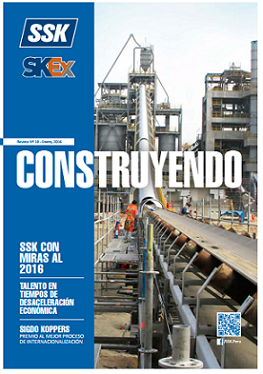 SSK
SKEx
Revista Nº 10 - Enero, 2016
CONSTRUYENDO
SSK CON
MIRAS AL
2016
TALENTO EN
TIEMPOS DE
DESACELERACIÓN
ECONÓMICA
SIGDO KOPPERS
PREMIO AL MEJOR PROCESO
DE INTERNACIONALIZACIÓN
/SSK.Peru